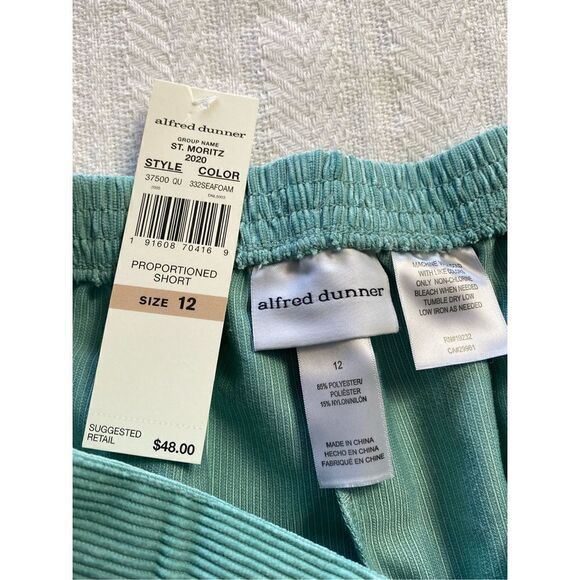 alfred dunner
GROUP NAME
ST. MORITZ
2020
STYLE COLOR
37500 QU 332SEAFOAM
1 91608 70416 9
PROPORTIONED
SHORT
SIZE 12
SUGGESTED
RETAIL
$48.00
alfred dunner
12
85% POLYESTER/
POLIÉSTER
15% NYLON/NILÓN
MADE IN CHINA
HECHO EN CHINA
FABRIQUÉ EN CHINE
MACHINE
WITH LIKE COLORS
ONLY NON-CHLORINE
BLEACH WHEN NEEDED
TUMBLE DRY LOW
LOW IRON AS NEEDED
RN#19232
CA#29961